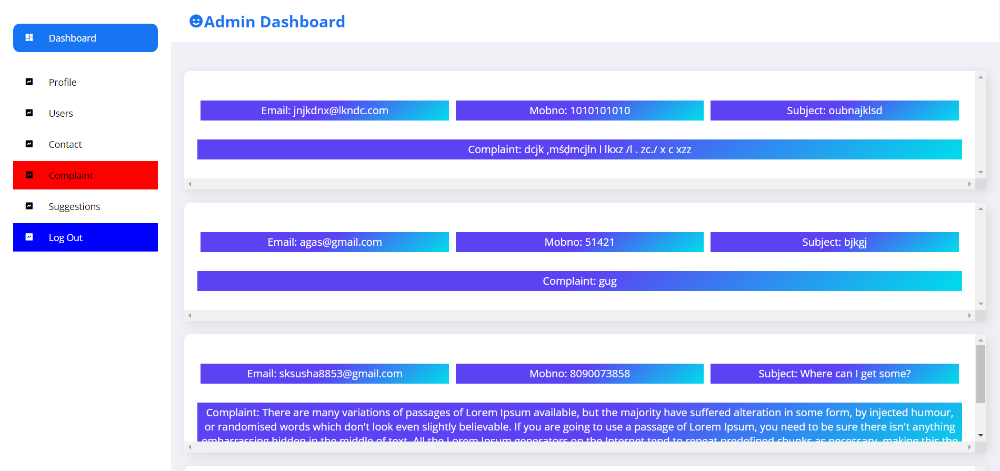 Admin Dashboard
Dashboard
Profile
Users
Contact
Complaint
Suggestions
Log Out
Email: jnjkdnx@lkndc.com
Mobno: 1010101010
Subject: oubnajklsd
Complaint: dcjk ,mśḍmcjln l lkxz /l . zc./ x c xzz
Email: agas@gmail.com
Mobno: 51421
Subject: bjkgj
Complaint: gug
Email: sksusha8853@gmail.com
Mobno: 8090073858
Subject: Where can I get some?
Complaint: There are many variations of passages of Lorem Ipsum available, but the majority have suffered alteration in some form, by injected humour,
or randomised words which don't look even slightly believable. If you are going to use a passage of Lorem Ipsum, you need to be sure there isn't anything
embarrassing hidden in the middle of text. All the Lorem Ipsum generators on the Internet tend to repeat predefined chunks as necessary, making this the